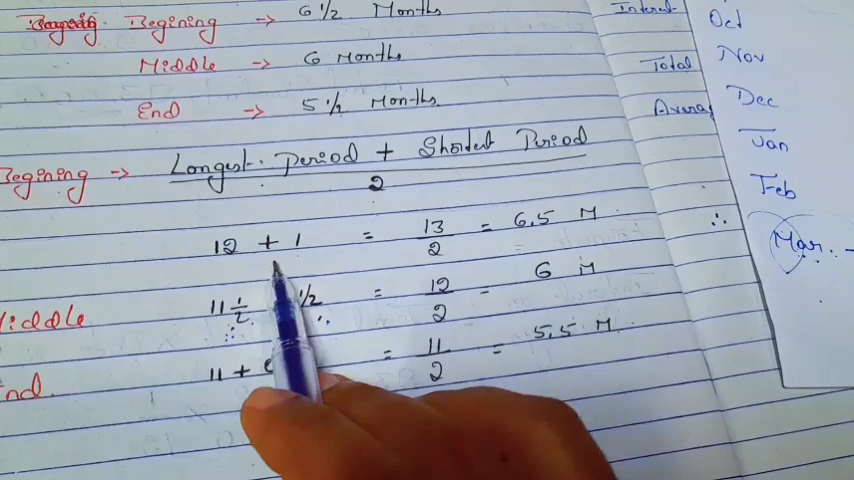 Begining → 6 1/2 Months
Middle → 6 Months
End → 5 1/2 Months
Begining → Longest Period + Shortest Period
2
12 + 1 = 13/2 = 6.5 M
Middle 11 1/2 1/2 = 12/2 = 6 M
End 11 + = 11/2 = 5.5 M
Interest
Total
Averag
∴
Oct
Nov
Dec
Jan
Feb
Mar.